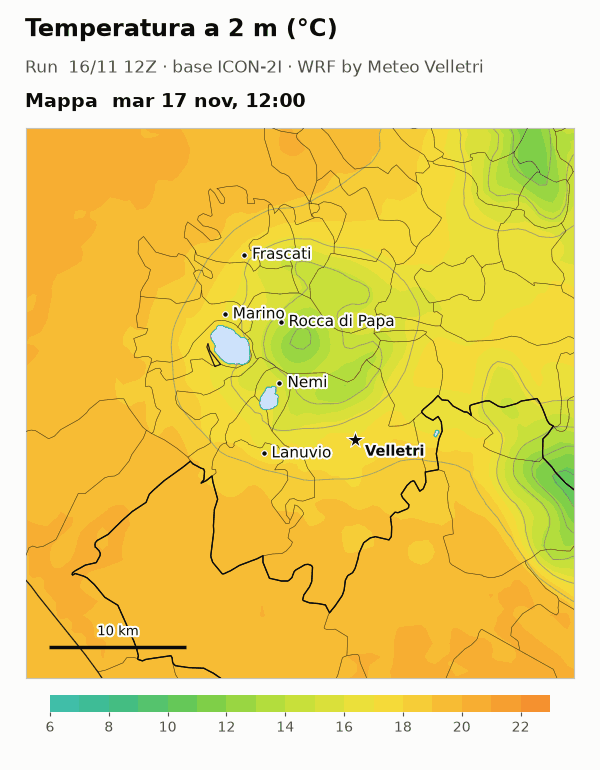 Temperatura a 2 m (°C)
Run  16/11 12Z · base ICON-2I · WRF by Meteo Velletri
Mappa  mar 17 nov, 12:00
Frascati
Marino
Rocca di Papa
Nemi
Velletri
Lanuvio
10 km
6 8 10 12 14 16 18 20 22